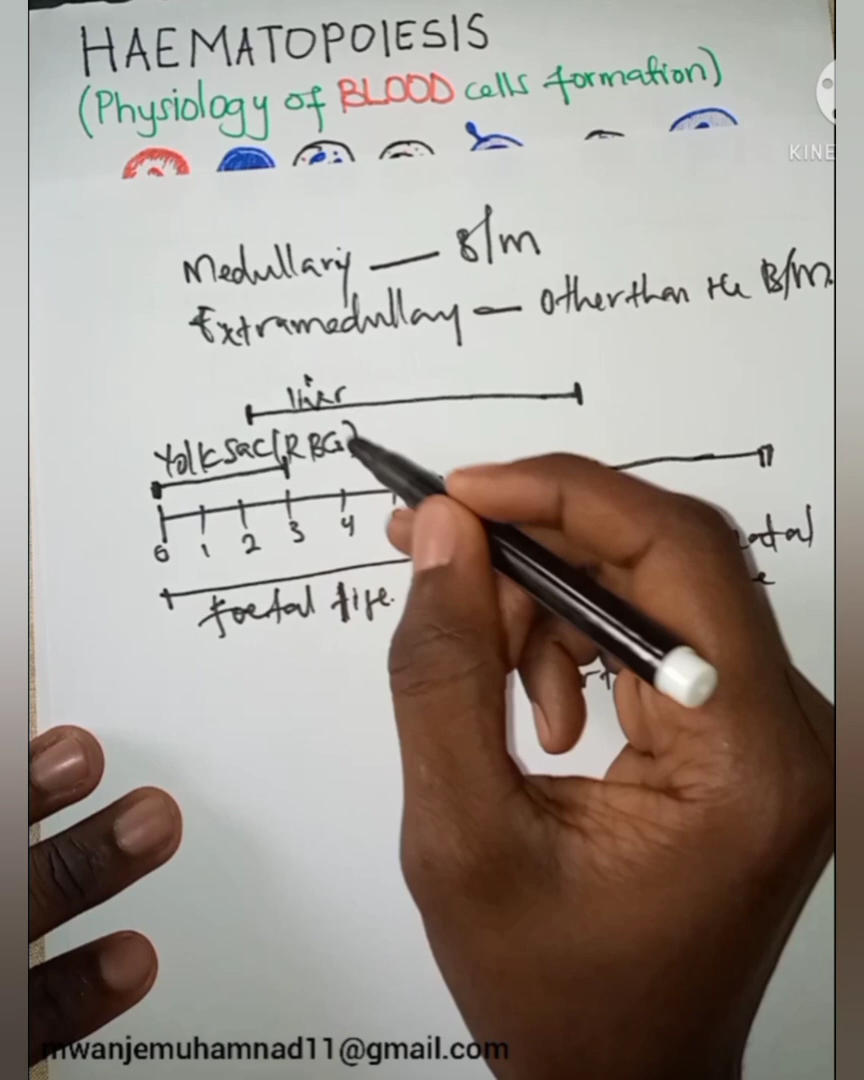 HAEMATOPOIESIS
(Physiology of BLOOD cells formation)
KINE
Medullary — B/m
Extramedullary — Other than the B/m.
liver
Yolk Sac (RBC)
0 1 2 3 4
foetal life.
mwanjemuhamnad11@gmail.com